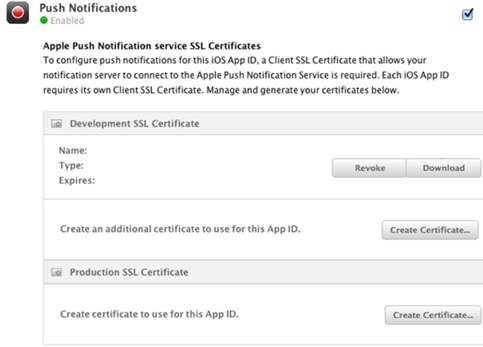 Push Notifications
Enabled
Apple Push Notification service SSL Certificates
To configure push notifications for this iOS App ID, a Client SSL Certificate that allows your
notification server to connect to the Apple Push Notification Service is required. Each iOS App ID
requires its own Client SSL Certificate. Manage and generate your certificates below.
Development SSL Certificate
Name:
Type:
Expires:
Revoke Download
Create an additional certificate to use for this App ID.
Create Certificate...
Production SSL Certificate
Create certificate to use for this App ID.
Create Certificate...